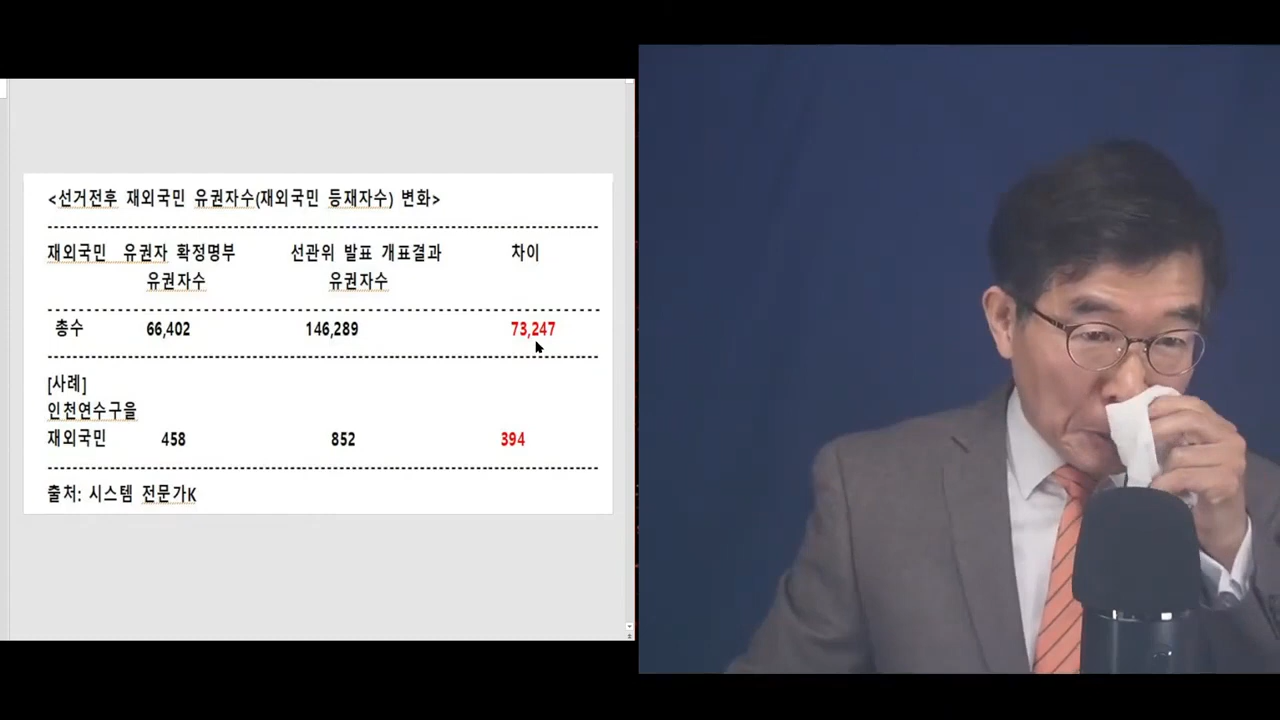 <선거전후 재외국민 유권자수(재외국민 등재자수) 변화>
재외국민 유권자 확정명부 선관위 발표 개표결과 차이
유권자수 유권자수
총수 66,402 146,289 73,247
[사례]
인천연수구을
재외국민 458 852 394
출처: 시스템 전문가K